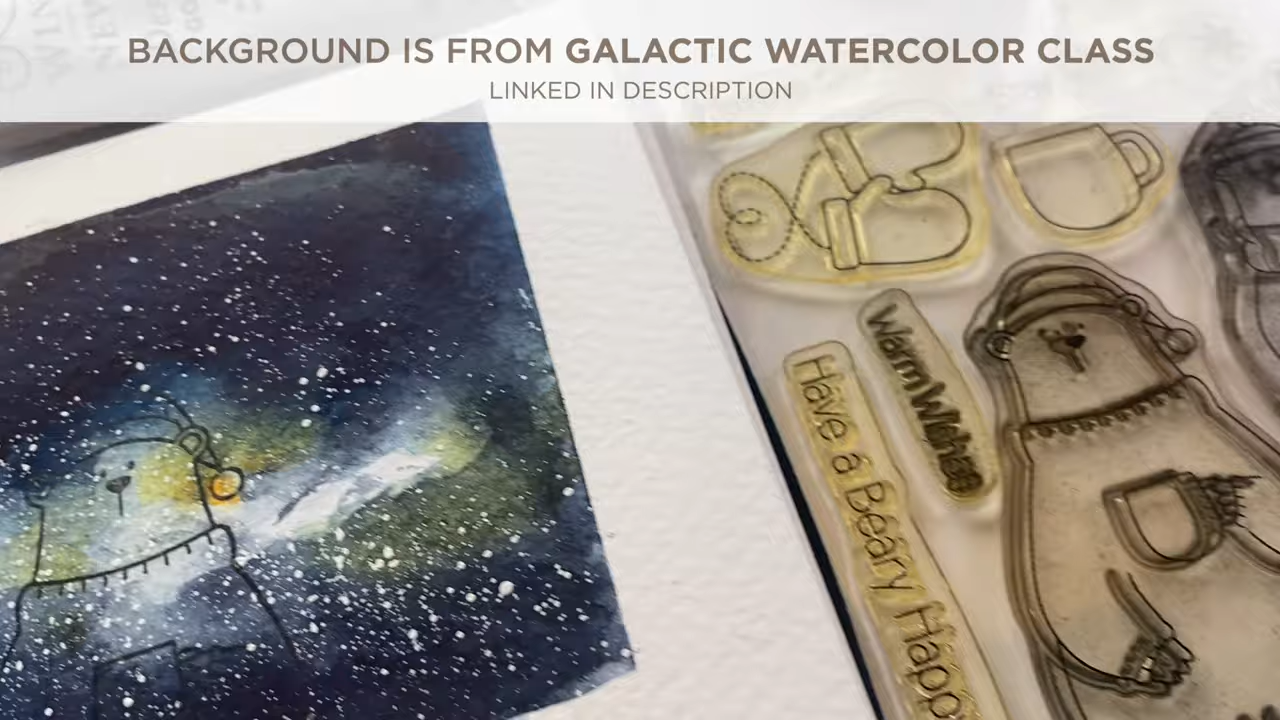 BACKGROUND IS FROM GALACTIC WATERCOLOR CLASS
LINKED IN DESCRIPTION
Warm Wishes
Have a Beary Happ